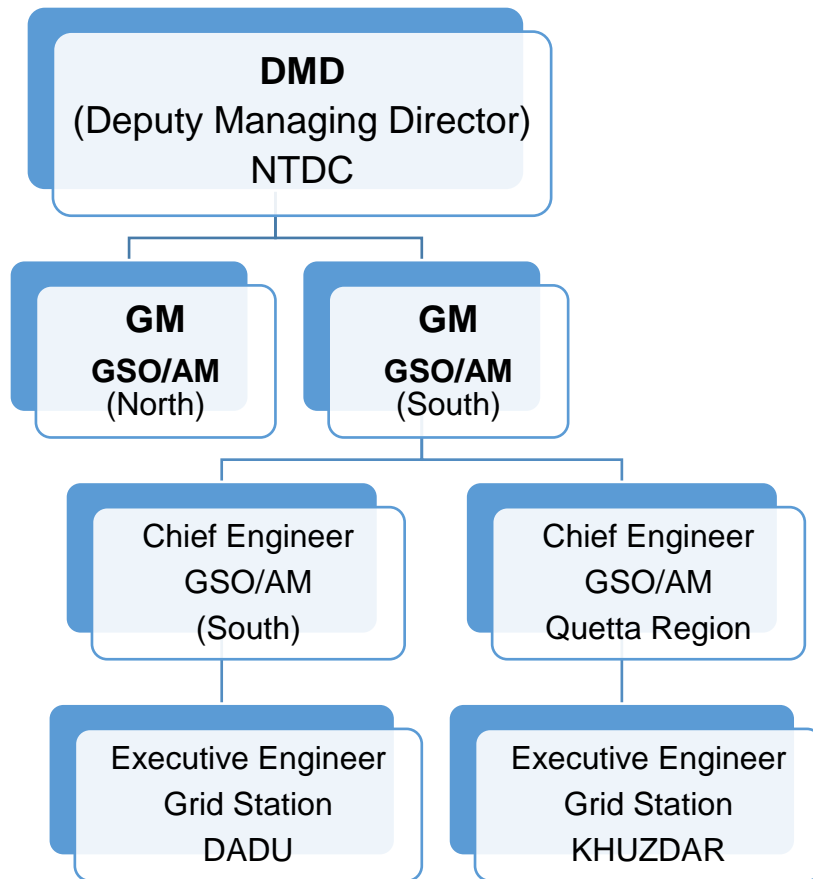 DMD
(Deputy Managing Director)
NTDC
GM
GSO/AM
(North)
GM
GSO/AM
(South)
Chief Engineer
GSO/AM
(South)
Chief Engineer
GSO/AM
Quetta Region
Executive Engineer
Grid Station
DADU
Executive Engineer
Grid Station
KHUZDAR